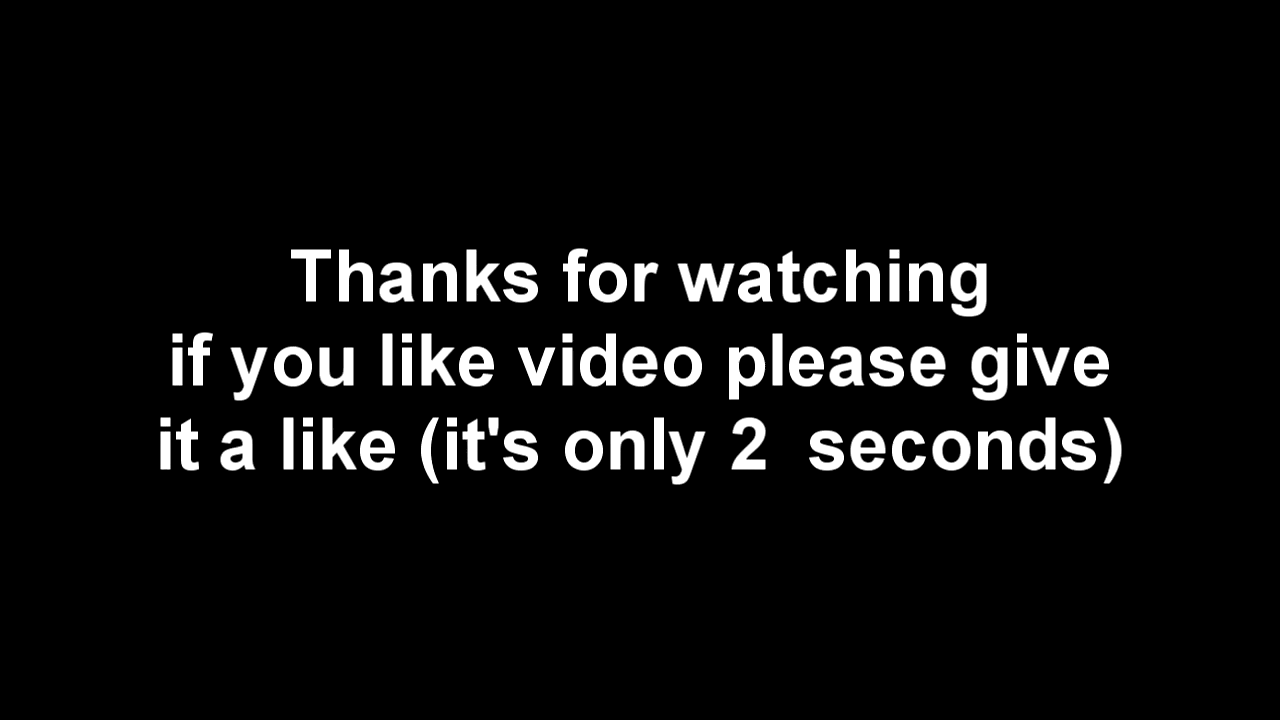 Thanks for watching
if you like video please give
it a like (it's only 2  seconds)